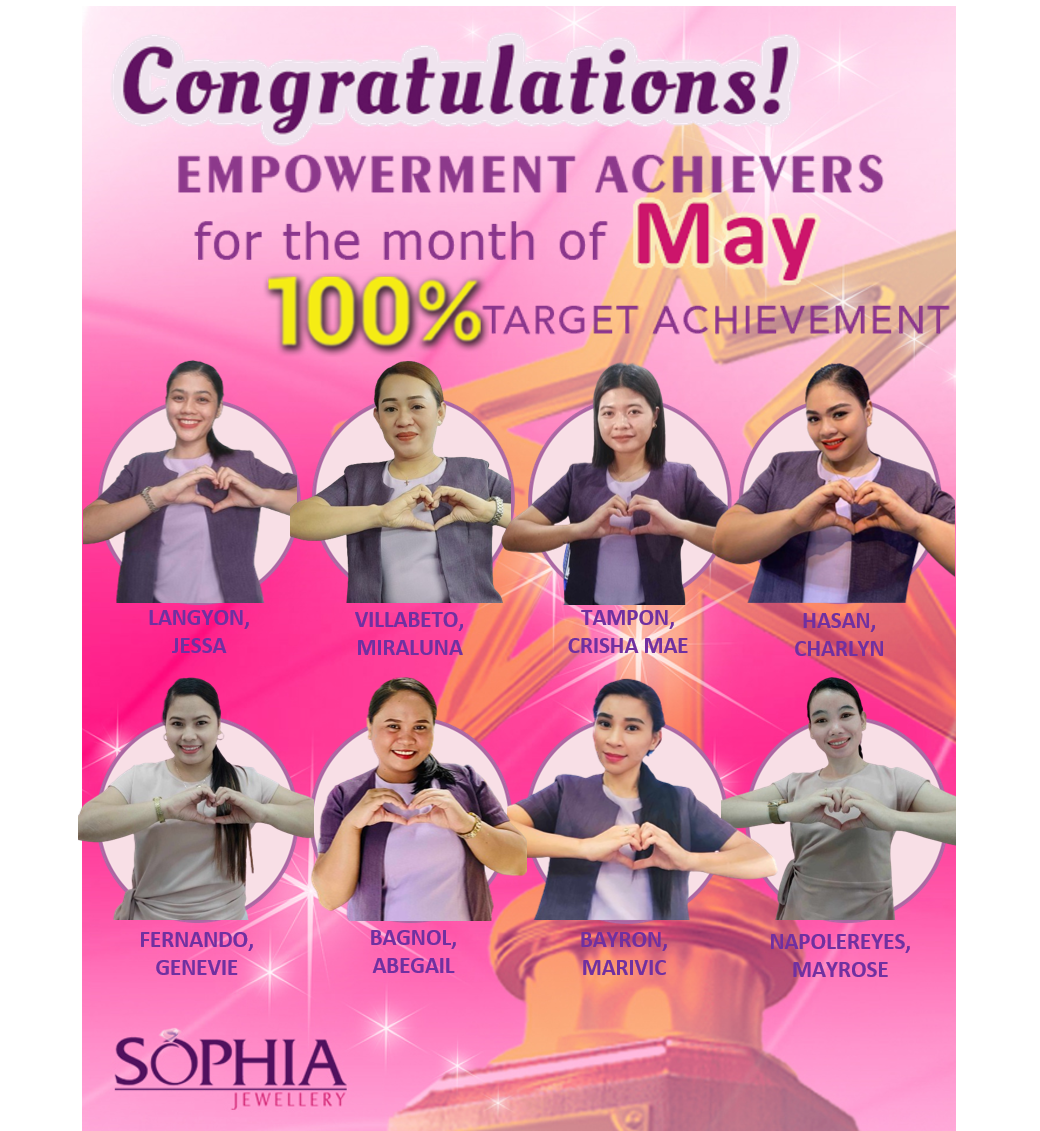 Congratulations!
EMPOWERMENT ACHIEVERS
for the month of May
100% TARGET ACHIEVEMENT
LANGYON,
JESSA
VILLABETO,
MIRALUNA
TAMPON,
CRISHA MAE
HASAN,
CHARLYN
FERNANDO,
GENEVIE
BAGNOL,
ABEGAIL
BAYRON,
MARIVIC
NAPOLEREYES,
MAYROSE
SOPHIA
JEWELLERY